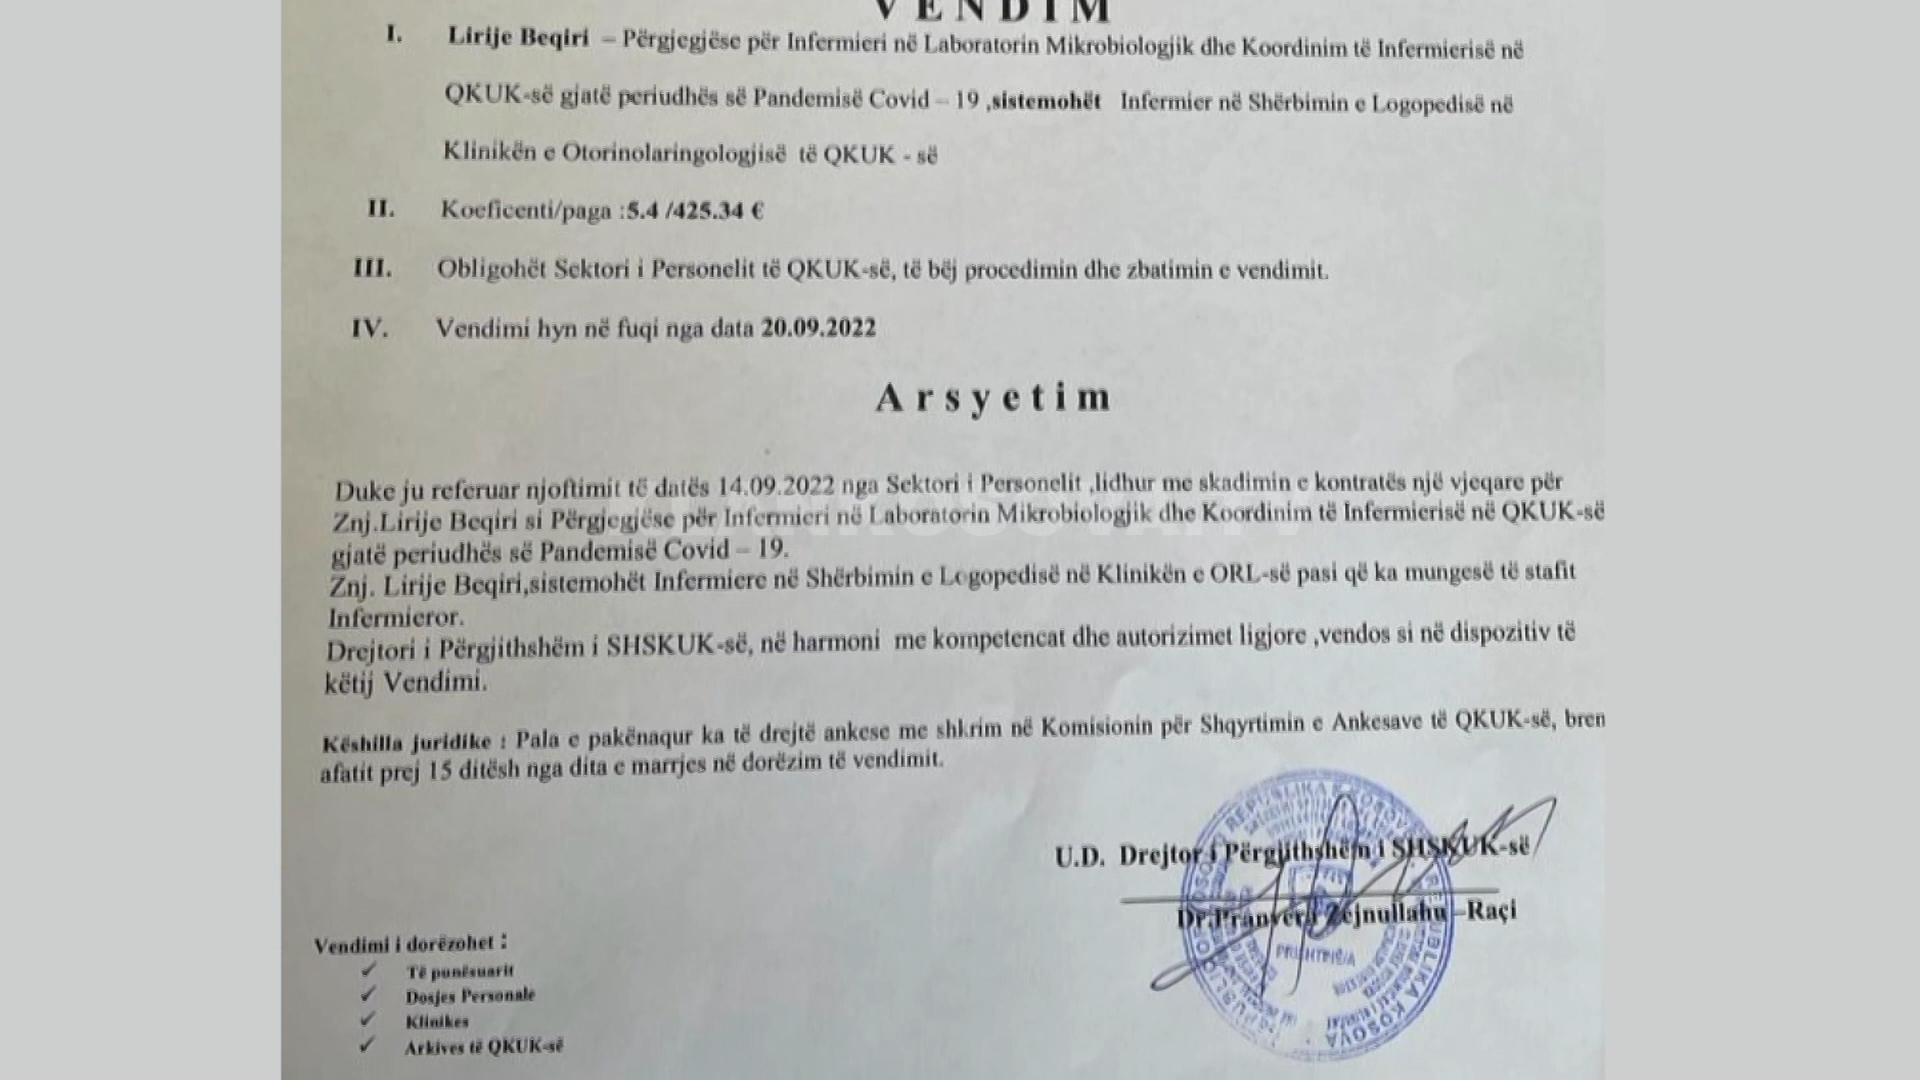 VENDIM
I. Lirije Beqiri – Përgjegjëse për Infermieri në Laboratorin Mikrobiologjik dhe Koordinim të Infermierisë në
QKUK-së gjatë periudhës së Pandemisë Covid – 19 ,sistemohët Infermier në Shërbimin e Logopedisë në
Klinikën e Otorinolaringologjisë të QKUK - së
II. Koeficenti/paga :5.4 /425.34 €
III. Obligohët Sektori i Personelit të QKUK-së, të bëj procedimin dhe zbatimin e vendimit.
IV. Vendimi hyn në fuqi nga data 20.09.2022
Arsyetim
Duke ju referuar njoftimit të datës 14.09.2022 nga Sektori i Personelit ,lidhur me skadimin e kontratës një vjeqare për
Znj.Lirije Beqiri si Përgjegjëse për Infermieri në Laboratorin Mikrobiologjik dhe Koordinim të Infermierisë në QKUK-së
gjatë periudhës së Pandemisë Covid – 19.
Znj. Lirije Beqiri,sistemohët Infermiere në Shërbimin e Logopedisë në Klinikën e ORL-së pasi që ka mungesë të stafit
Infermieror.
Drejtori i Përgjithshëm i SHSKUK-së, në harmoni me kompetencat dhe autorizimet ligjore ,vendos si në dispozitiv të
këtij Vendimi.
Këshilla juridike : Pala e pakënaqur ka të drejtë ankese me shkrim në Komisionin për Shqyrtimin e Ankesave të QKUK-së, bren
afatit prej 15 ditësh nga dita e marrjes në dorëzim të vendimit.
U.D. Drejtor i Përgjithshëm i SHSKUK-së
Dr.Pranvera Zejnullahu –Raçi
PRISHTINË/A
Vendimi i dorëzohet :
✓ Të punësuarit
✓ Dosjes Personale
✓ Klinikes
✓ Arkives të QKUK-së